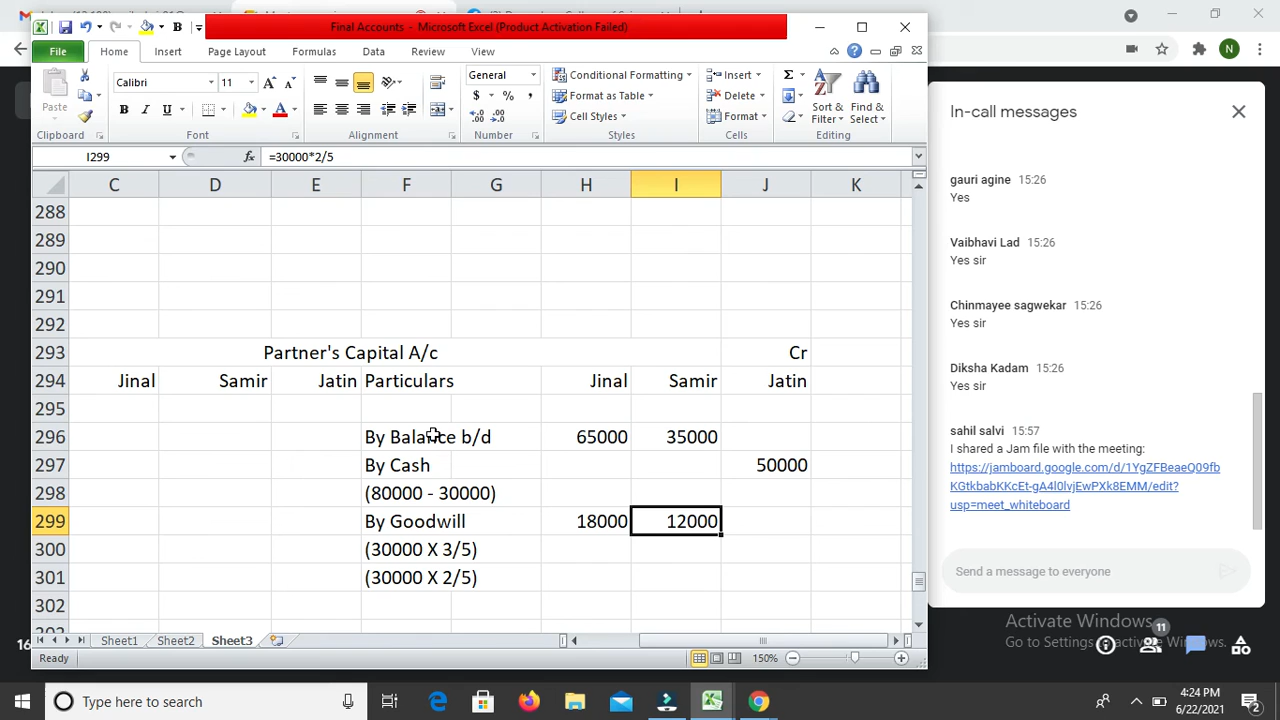 Final Accounts - Microsoft Excel (Product Activation Failed)
File Home Insert Page Layout Formulas Data Review View
Calibri 11 General Conditional Formatting Insert
Paste Format as Table Delete Sort & Filter Find & Select
Cell Styles Format
Clipboard Font Alignment Number Styles Cells Editing
I299 fx =30000*2/5
C D E F G H I J K
288
289
290
291
292
293 Partner's Capital A/c Cr
294 Jinal Samir Jatin Particulars Jinal Samir Jatin
295
296 By Balance b/d 65000 35000
297 By Cash 50000
298 (80000 - 30000)
299 By Goodwill 18000 12000
300 (30000 X 3/5)
301 (30000 X 2/5)
302
Sheet1 Sheet2 Sheet3
Ready 150%
N
In-call messages
gauri agine 15:26
Yes
Vaibhavi Lad 15:26
Yes sir
Chinmayee sagwekar 15:26
Yes sir
Diksha Kadam 15:26
Yes sir
sahil salvi 15:57
I shared a Jam file with the meeting:
https://jamboard.google.com/d/1YgZFBeaeQ09fb
KGtkbabKKcEt-gA4l0lvjEwPXk8EMM/edit?
usp=meet_whiteboard
Send a message to everyone
Activate Windows
Go to Settings to activate Windows.
11
16
Type here to search
4:24 PM
6/22/2021
2